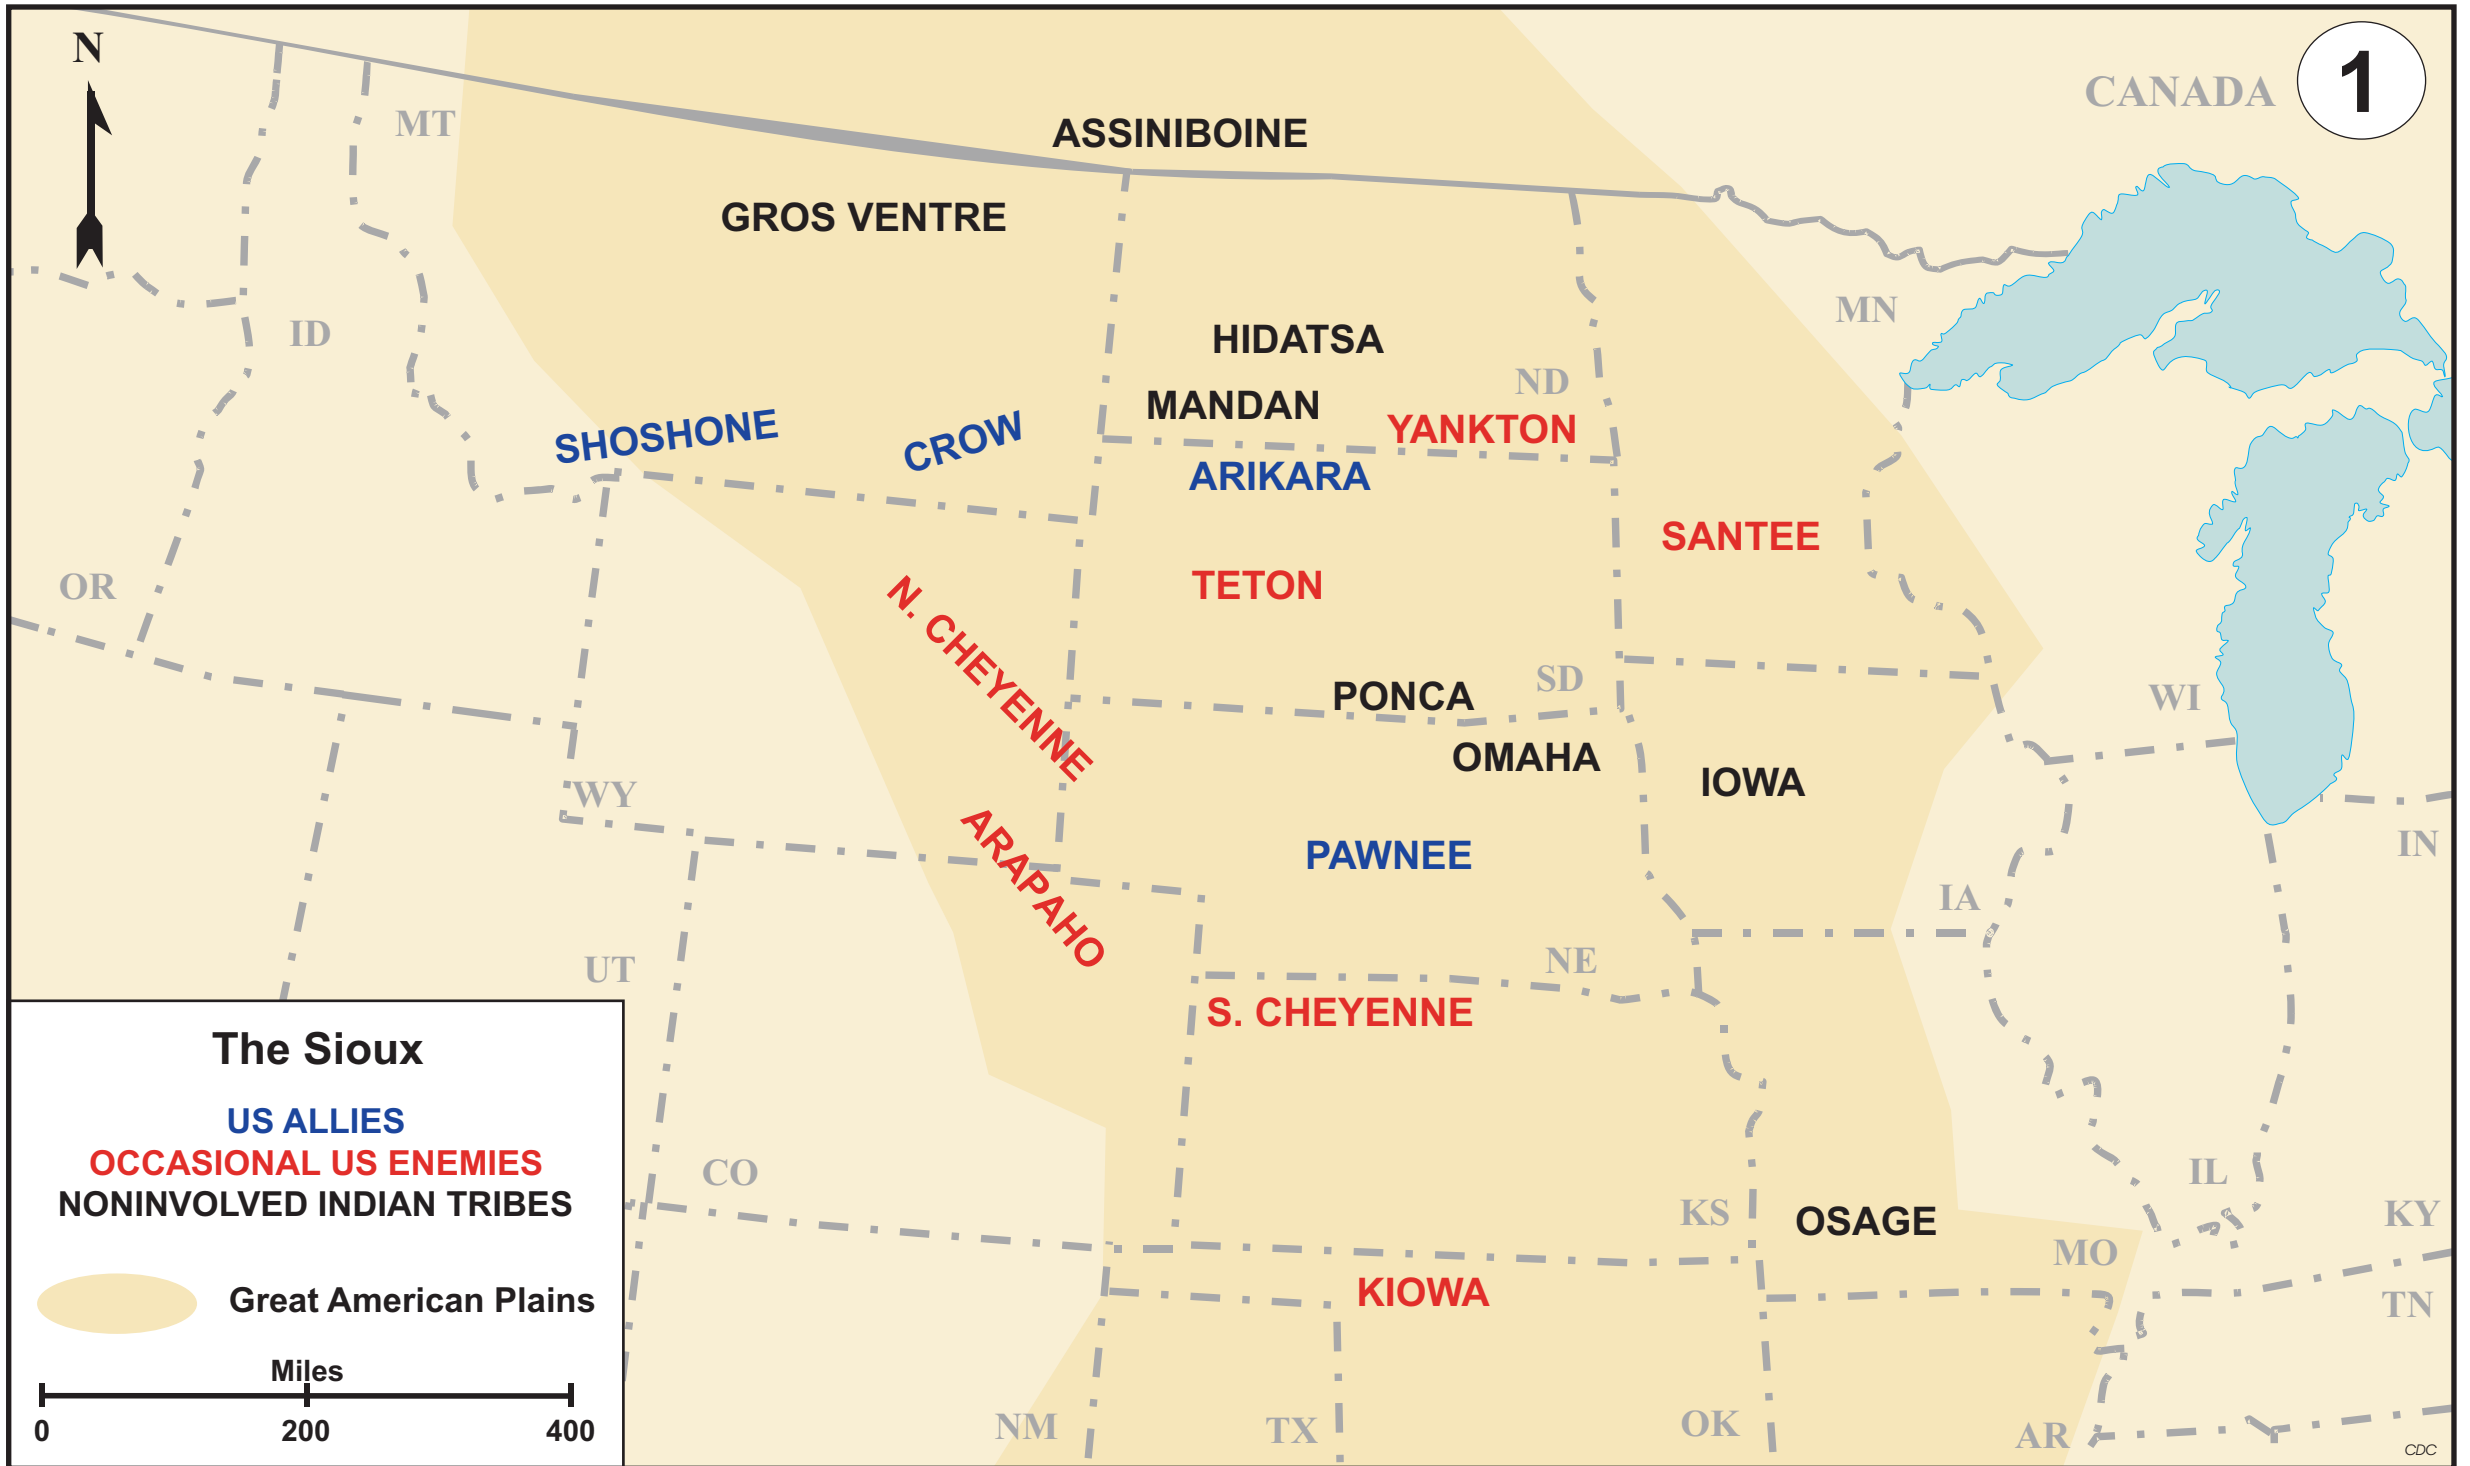 N
1
CANADA
MT
ASSINIBOINE
GROS VENTRE
MN
ID
HIDATSA
ND
MANDAN
YANKTON
SHOSHONE
CROW
ARIKARA
SANTEE
OR
TETON
N. CHEYENNE
SD
PONCA
WI
OMAHA
IOWA
WY
IN
PAWNEE
ARAPAHO
IA
NE
UT
S. CHEYENNE
The Sioux
US ALLIES
OCCASIONAL US ENEMIES
NONINVOLVED INDIAN TRIBES
Great American Plains
Miles
0 200 400
CO
IL
KS
OSAGE
KY
MO
KIOWA
TN
NM
TX
OK
AR
CDC